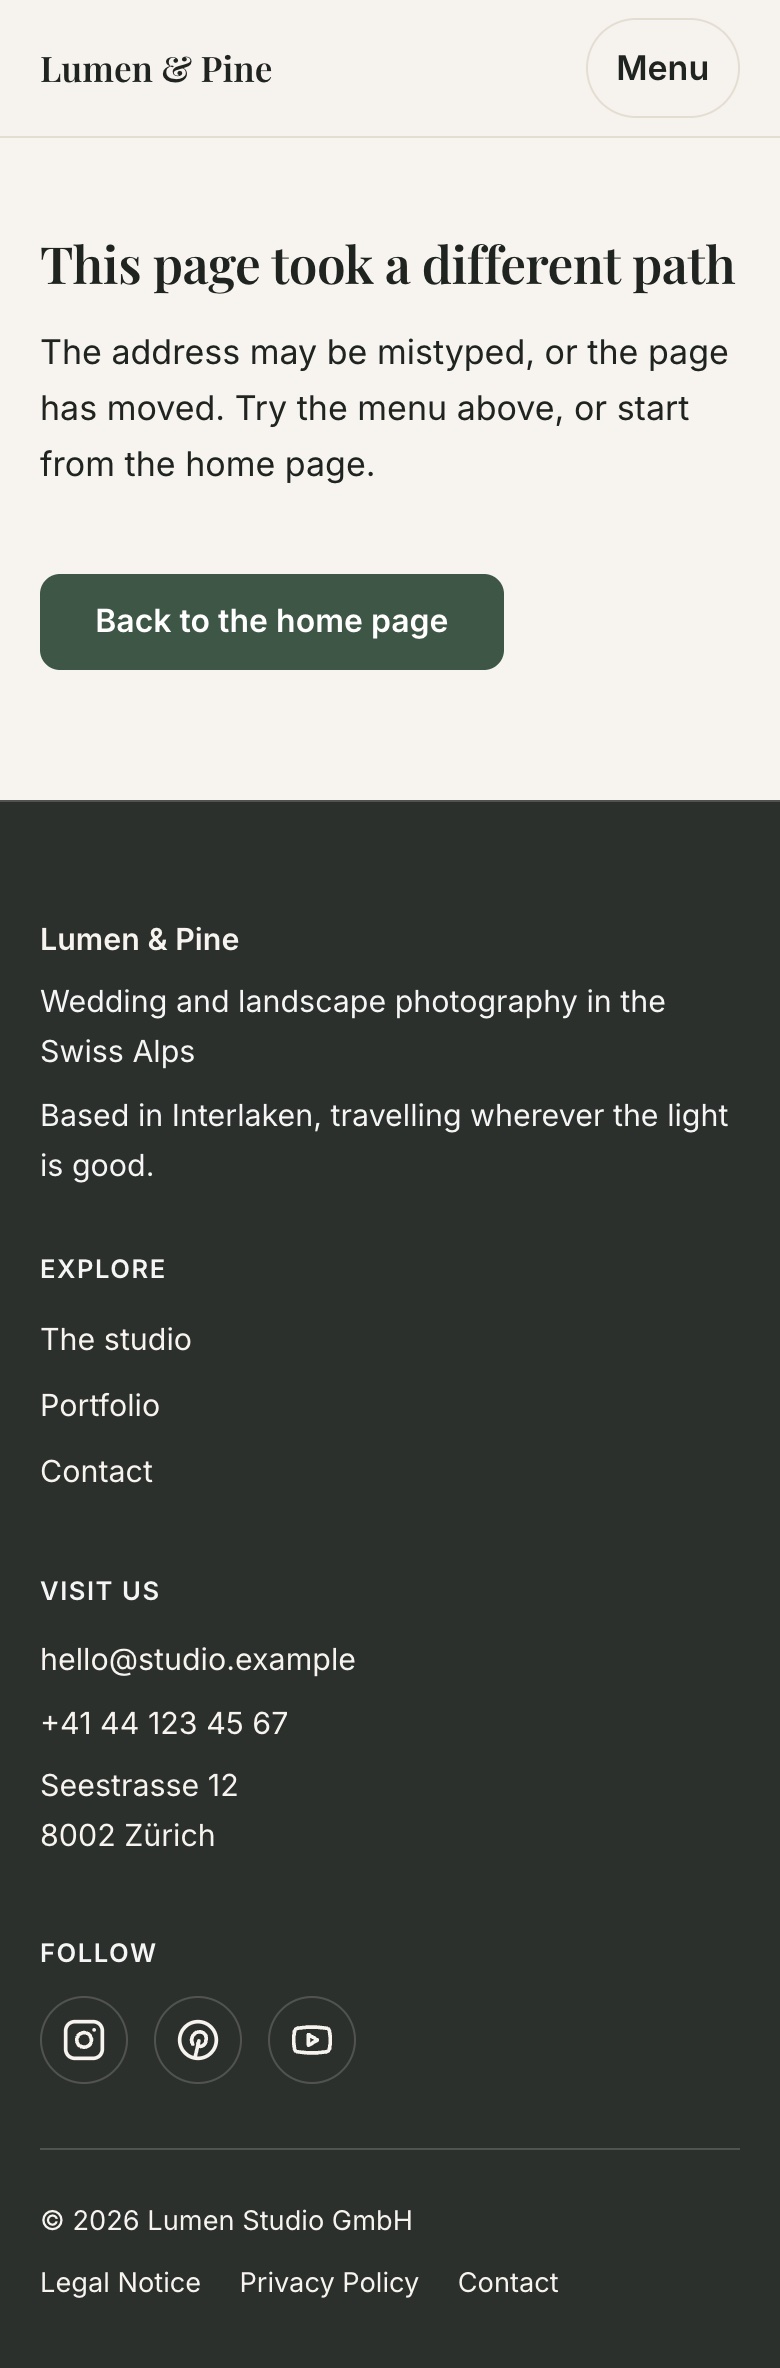 Lumen & Pine
Menu
This page took a different path
The address may be mistyped, or the page
has moved. Try the menu above, or start
from the home page.
Back to the home page
Lumen & Pine
Wedding and landscape photography in the
Swiss Alps
Based in Interlaken, travelling wherever the light
is good.
EXPLORE
The studio
Portfolio
Contact
VISIT US
hello@studio.example
+41 44 123 45 67
Seestrasse 12
8002 Zürich
FOLLOW
© 2026 Lumen Studio GmbH
Legal Notice Privacy Policy Contact